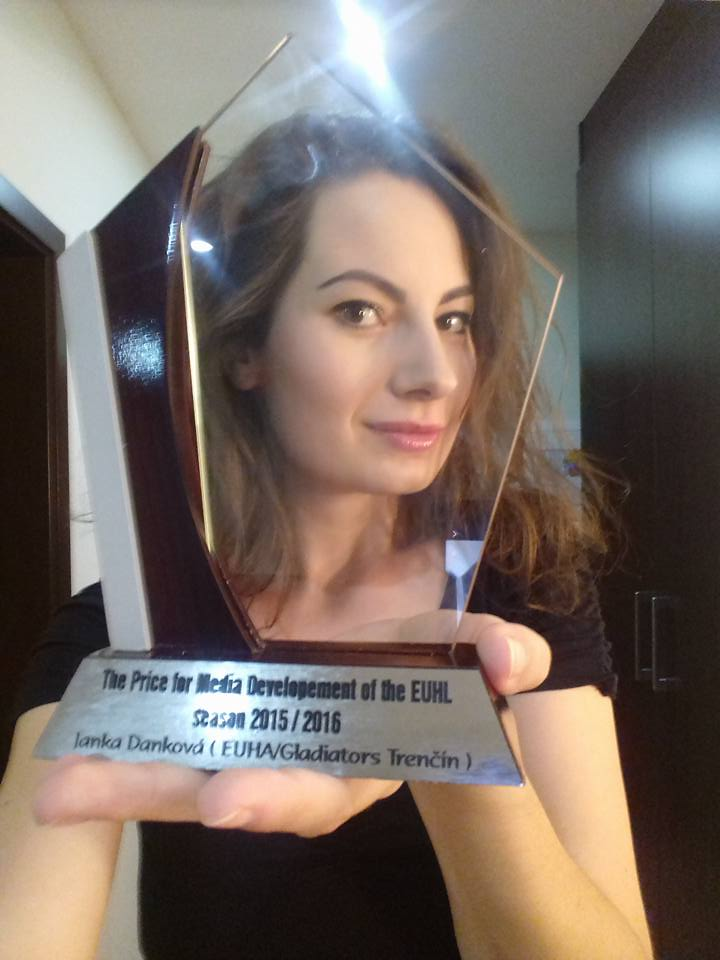 The Price for Media Developement of the EUHL
Season 2015 / 2016
Janka Danková ( EUHA/Gladiators Trenčín )